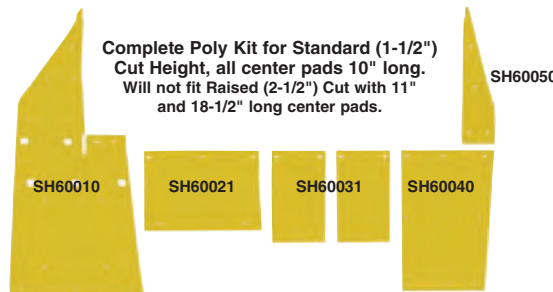 Complete Poly Kit for Standard (1-1/2")
Cut Height, all center pads 10" long.
Will not fit Raised (2-1/2") Cut with 11"
and 18-1/2" long center pads.
SH60050
SH60010
SH60021
SH60031
SH60040